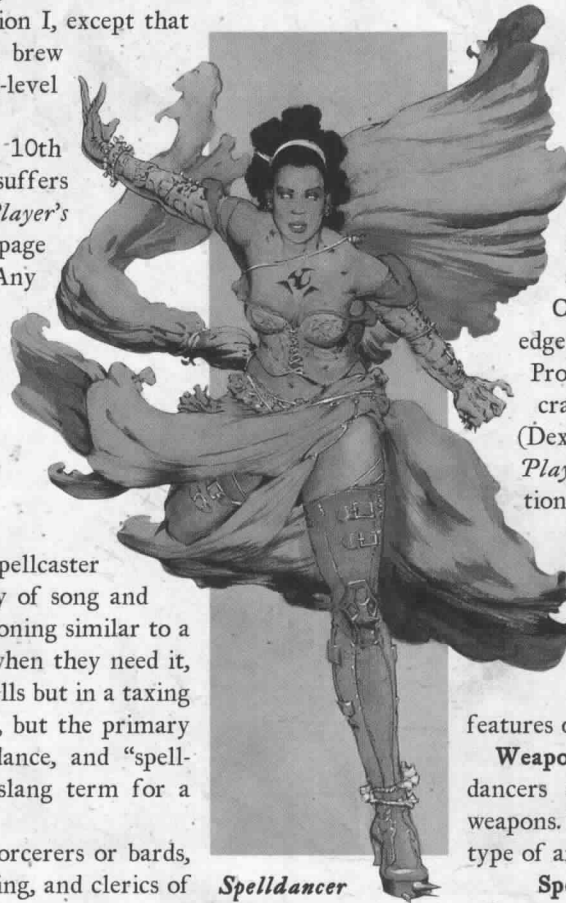 ion I, except that
brew
-level
10th
suffers
Player's
page
Any
pellcaster
y of song and
oning similar to a
when they need it,
lls but in a taxing
, but the primary
dance, and "spell-
slang term for a
orcerers or bards,
ing, and clerics of
Spelldancer
C
edge
Pro
cra
(Dex
Play
tion
features o
Weapo
dancers
weapons.
type of a
Sp